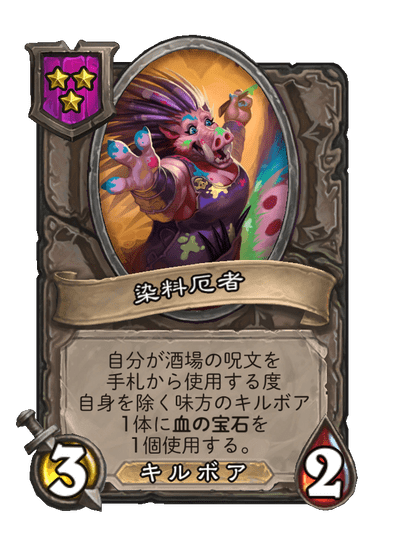 染料厄者
自分が酒場の呪文を
手札から使用する度
自身を除く味方のキルボア
1体に血の宝石を
1個使用する。
キルボア
3
2